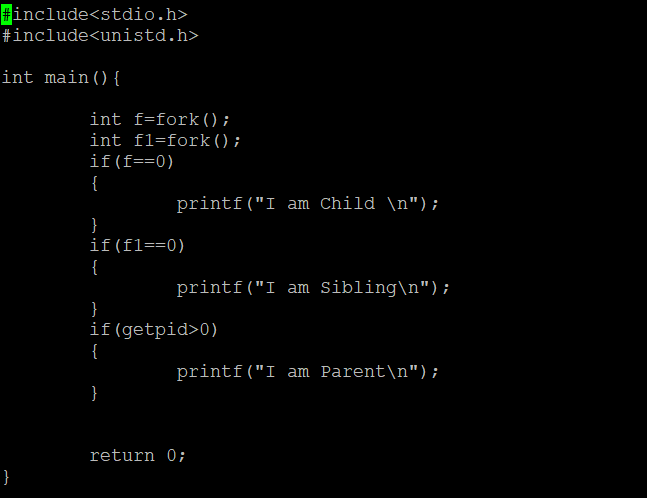 #include<stdio.h>
#include<unistd.h>
int main(){
int f=fork();
int f1=fork();
if(f==0)
{
printf("I am Child \n");
}
if(f1==0)
{
printf("I am Sibling\n");
}
if(getpid>0)
{
printf("I am Parent\n");
}
return 0;
}